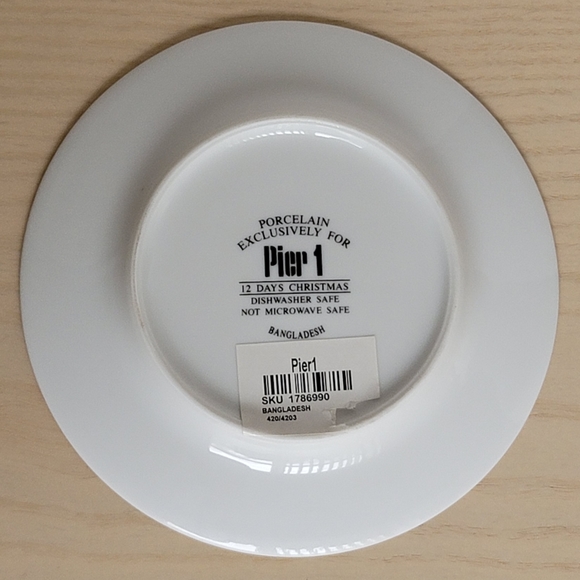 PORCELAIN
EXCLUSIVELY FOR
Pier 1
12 DAYS CHRISTMAS
DISHWASHER SAFE
NOT MICROWAVE SAFE
BANGLADESH
Pier1
SKU 1786990
BANGLADESH
420/4203